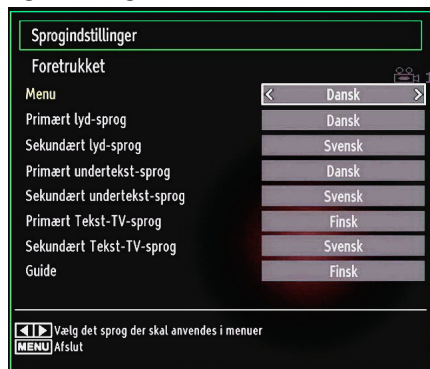 Sprogindstillinger
Foretrukket
Menu < Dansk >
Primært lyd-sprog Dansk
Sekundært lyd-sprog Svensk
Primært undertekst-sprog Dansk
Sekundært undertekst-sprog Svensk
Primært Tekst-TV-sprog Finsk
Sekundært Tekst-TV-sprog Svensk
Guide Finsk
Vælg det sprog der skal anvendes i menuer
MENU Afslut